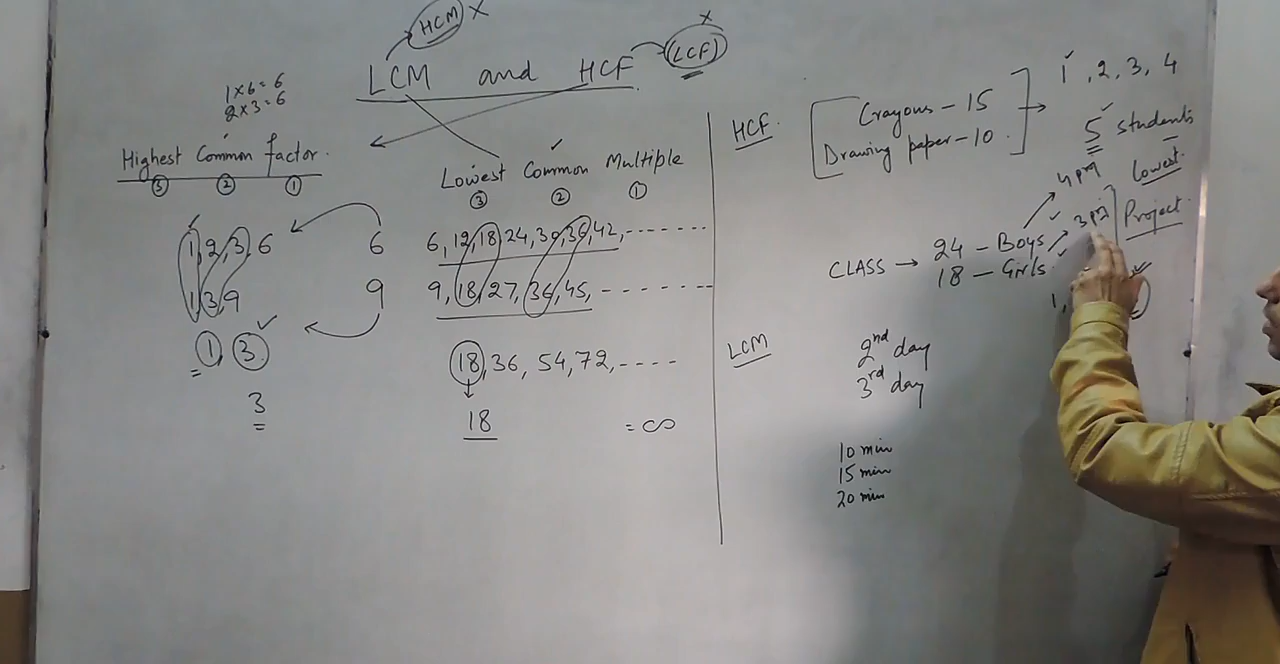 HCM X
X
(LCF)
LCM and HCF
1×6=6
2×3=6
Highest Common factor.
3 2 1
1,2,3,6
6
1,3,9
9
1, 3
3
=
✓
Lowest Common Multiple
3 2 1
6,12,18,24,30,36,42,-------
9,18,27,36,45,-------
18,36,54,72,----
18
= ∞
HCF.
Crayons – 15
Drawing paper – 10
1, 2, 3, 4
5 students
Lowest
Project
CLASS → 24 – Boys
18 – Girls
1,
LCM
2nd day
3rd day
10 min
15 min
20 min